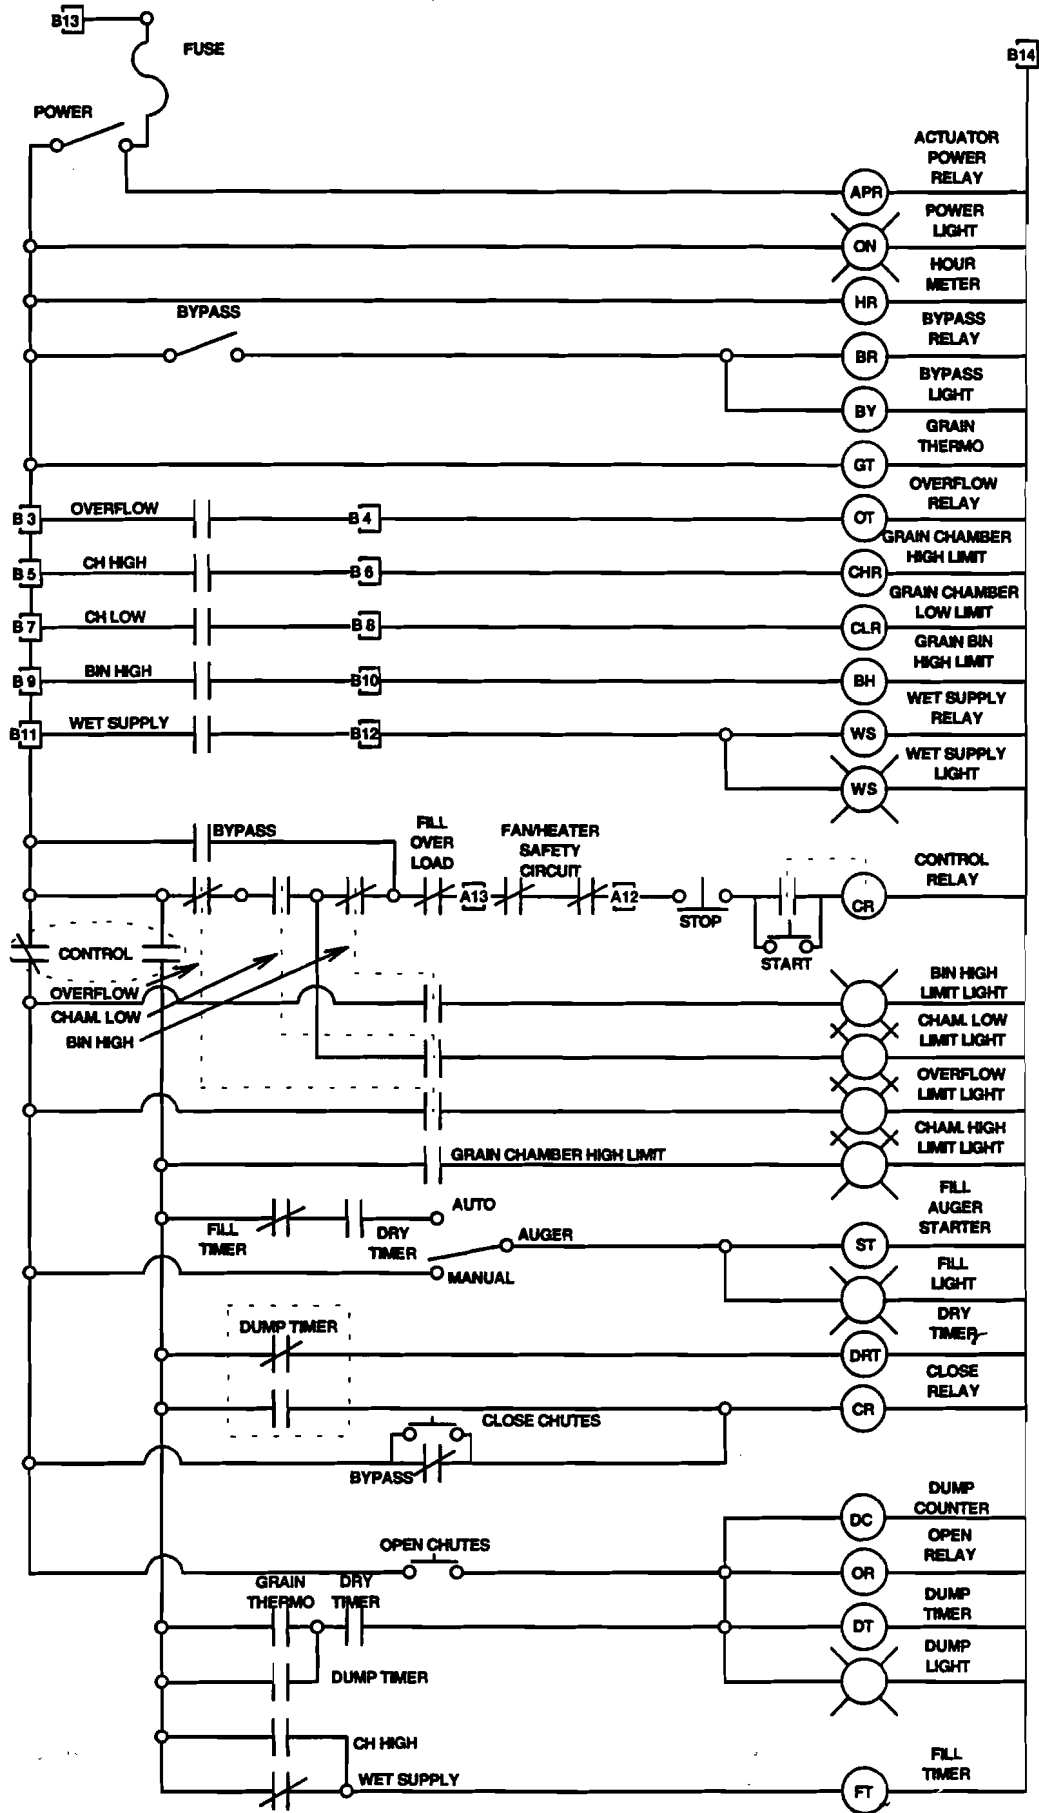 B13
FUSE
B14
POWER
ACTUATOR
POWER
RELAY
APR
POWER
LIGHT
ON
HOUR
METER
HR
BYPASS
BYPASS
RELAY
BR
BYPASS
LIGHT
BY
GRAIN
THERMO
GT
OVERFLOW
RELAY
B3 OVERFLOW B4 OT
GRAIN CHAMBER
HIGH LIMIT
B5 CH HIGH B6 CHR
GRAIN CHAMBER
LOW LIMIT
B7 CH LOW B8 CLR
GRAIN BIN
HIGH LIMIT
B9 BIN HIGH B10 BH
WET SUPPLY
RELAY
B11 WET SUPPLY B12 WS
WET SUPPLY
LIGHT
WS
BYPASS
FILL
OVER
LOAD
FAN/HEATER
SAFETY
CIRCUIT
CONTROL
RELAY
A13 A12 CR
STOP
START
CONTROL
OVERFLOW
CHAM. LOW
BIN HIGH
BIN HIGH
LIMIT LIGHT
CHAM. LOW
LIMIT LIGHT
OVERFLOW
LIMIT LIGHT
CHAM. HIGH
LIMIT LIGHT
GRAIN CHAMBER HIGH LIMIT
FILL
AUGER
STARTER
AUTO
FILL
TIMER
DRY
TIMER
AUGER
ST
MANUAL
FILL
LIGHT
DUMP TIMER
DRY
TIMER
DRT
CLOSE
RELAY
CR
CLOSE CHUTES
BYPASS
DUMP
COUNTER
DC
OPEN CHUTES
OPEN
RELAY
OR
GRAIN
THERMO
DRY
TIMER
DUMP
TIMER
DT
DUMP TIMER
DUMP
LIGHT
CH HIGH
WET SUPPLY
FILL
TIMER
FT